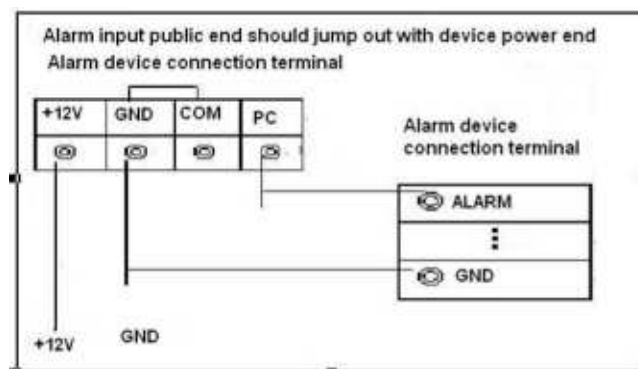 Alarm input public end should jump out with device power end
Alarm device connection terminal
+12V GND COM PC
Alarm device
connection terminal
ALARM
GND
+12V GND